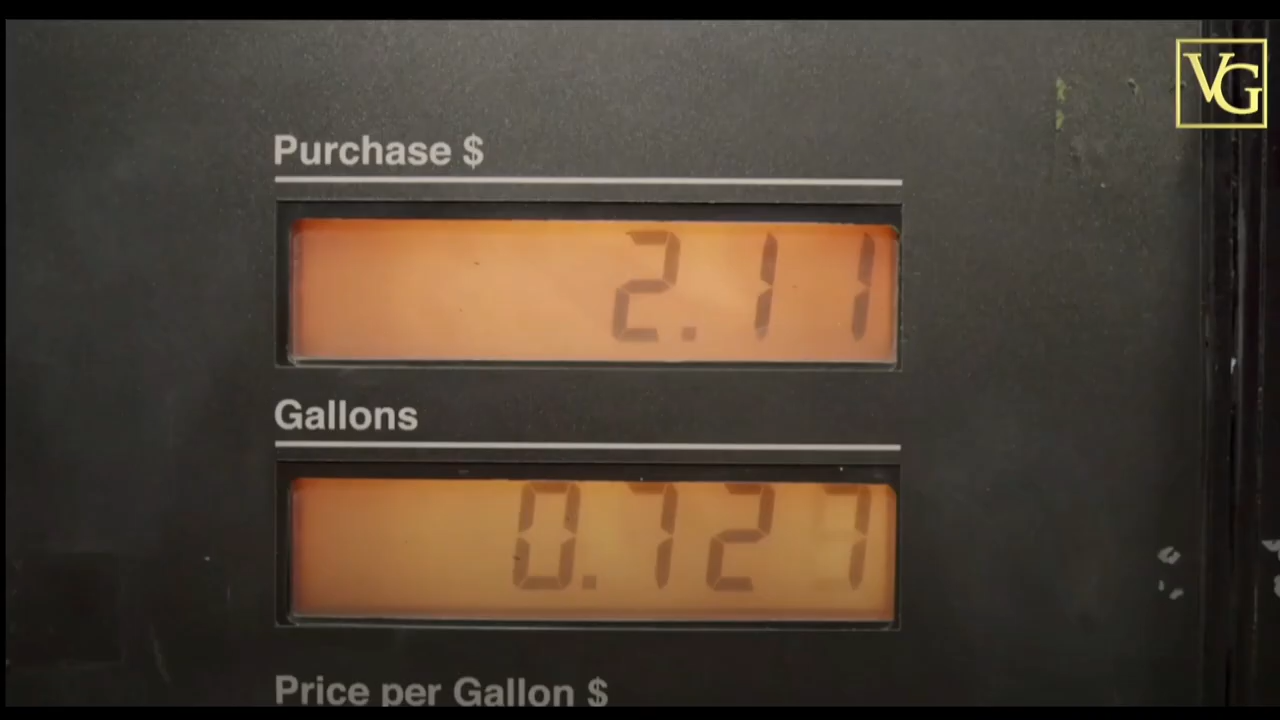 VG
Purchase $
2.11
Gallons
0.727
Price per Gallon $